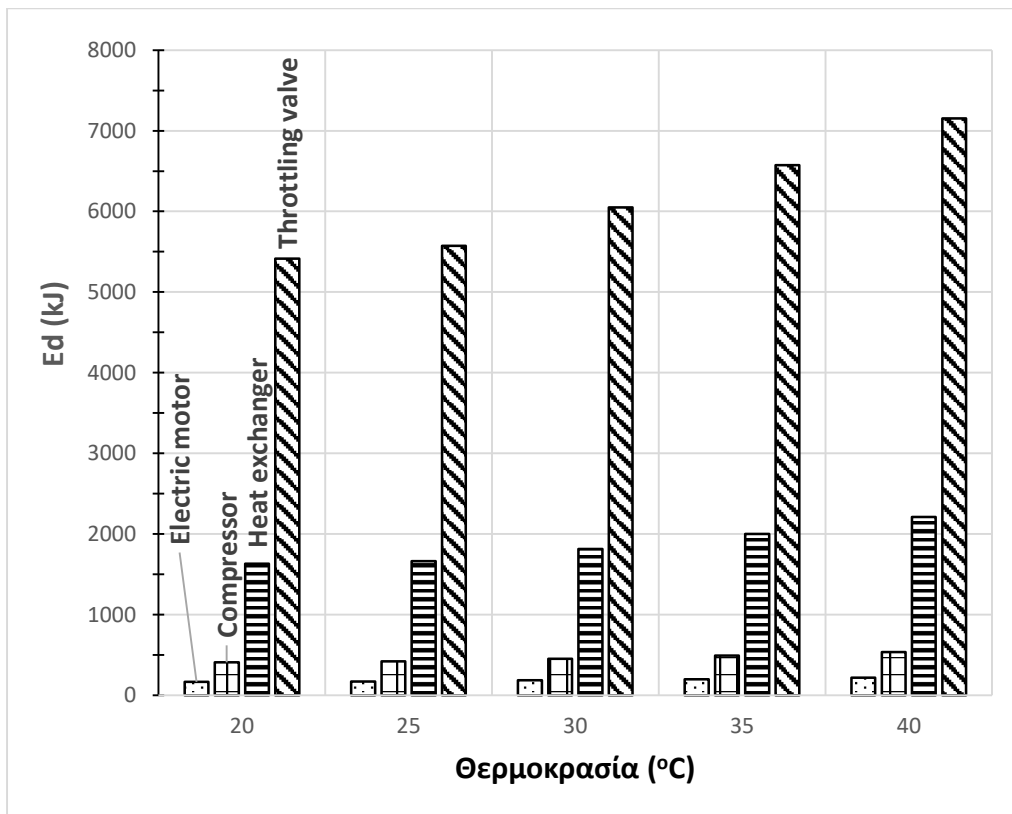 8000
7000
6000
5000
4000
3000
2000
1000
0
Ed (kJ)
Electric motor
Compressor
Heat exchanger
Throttling valve
20
25
30
35
40
Θερμοκρασία (ºC)